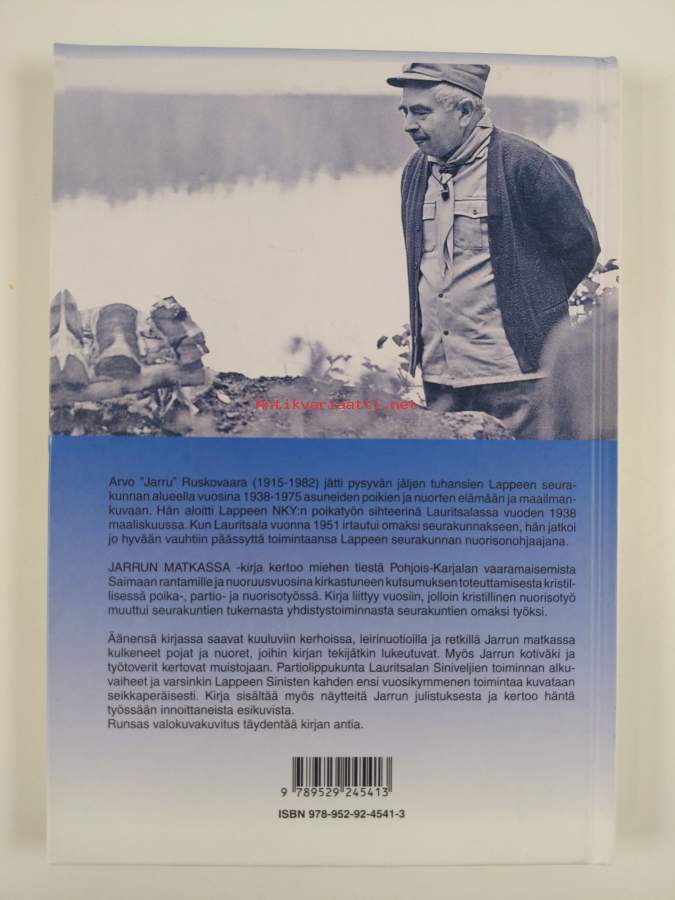 Antikvariaatti.net
Arvo "Jarru" Ruskovaara (1915-1982) jätti pysyvän jäljen tuhansien Lappeen seura-
kunnan alueella vuosina 1938-1975 asuneiden poikien ja nuorten elämään ja maailman-
kuvaan. Hän aloitti Lappeen NKY:n poikatyön sihteerinä Lauritsalassa vuoden 1938
maaliskuussa. Kun Lauritsala vuonna 1951 irtautui omaksi seurakunnakseen, hän jatkoi
jo hyvään vauhtiin päässyttä toimintaansa Lappeen seurakunnan nuorisonohjaajana.
JARRUN MATKASSA -kirja kertoo miehen tiestä Pohjois-Karjalan vaaramaisemista
Saimaan rantamille ja nuoruusvuosina kirkastuneen kutsumuksen toteuttamisesta kristil-
lisessä poika-, partio- ja nuorisotyössä. Kirja liittyy vuosiin, jolloin kristillinen nuorisotyö
muuttui seurakuntien tukemasta yhdistystoiminnasta seurakuntien omaksi työksi.
Äänensä kirjassa saavat kuuluviin kerhoissa, leirinuotioilla ja retkillä Jarrun matkassa
kulkeneet pojat ja nuoret, joihin kirjan tekijätkin lukeutuvat. Myös Jarrun kotiväki ja
työtoverit kertovat muistojaan. Partiolippukunta Lauritsalan Siniveljien toiminnan alku-
vaiheet ja varsinkin Lappeen Sinisten kahden ensi vuosikymmenen toimintaa kuvataan
seikkaperäisesti. Kirja sisältää myös näytteitä Jarrun julistuksesta ja kertoo häntä
työssään innoittaneista esikuvista.
Runsas valokuvakuvitus täydentää kirjan antia.
9 789529 245413
ISBN 978-952-92-4541-3